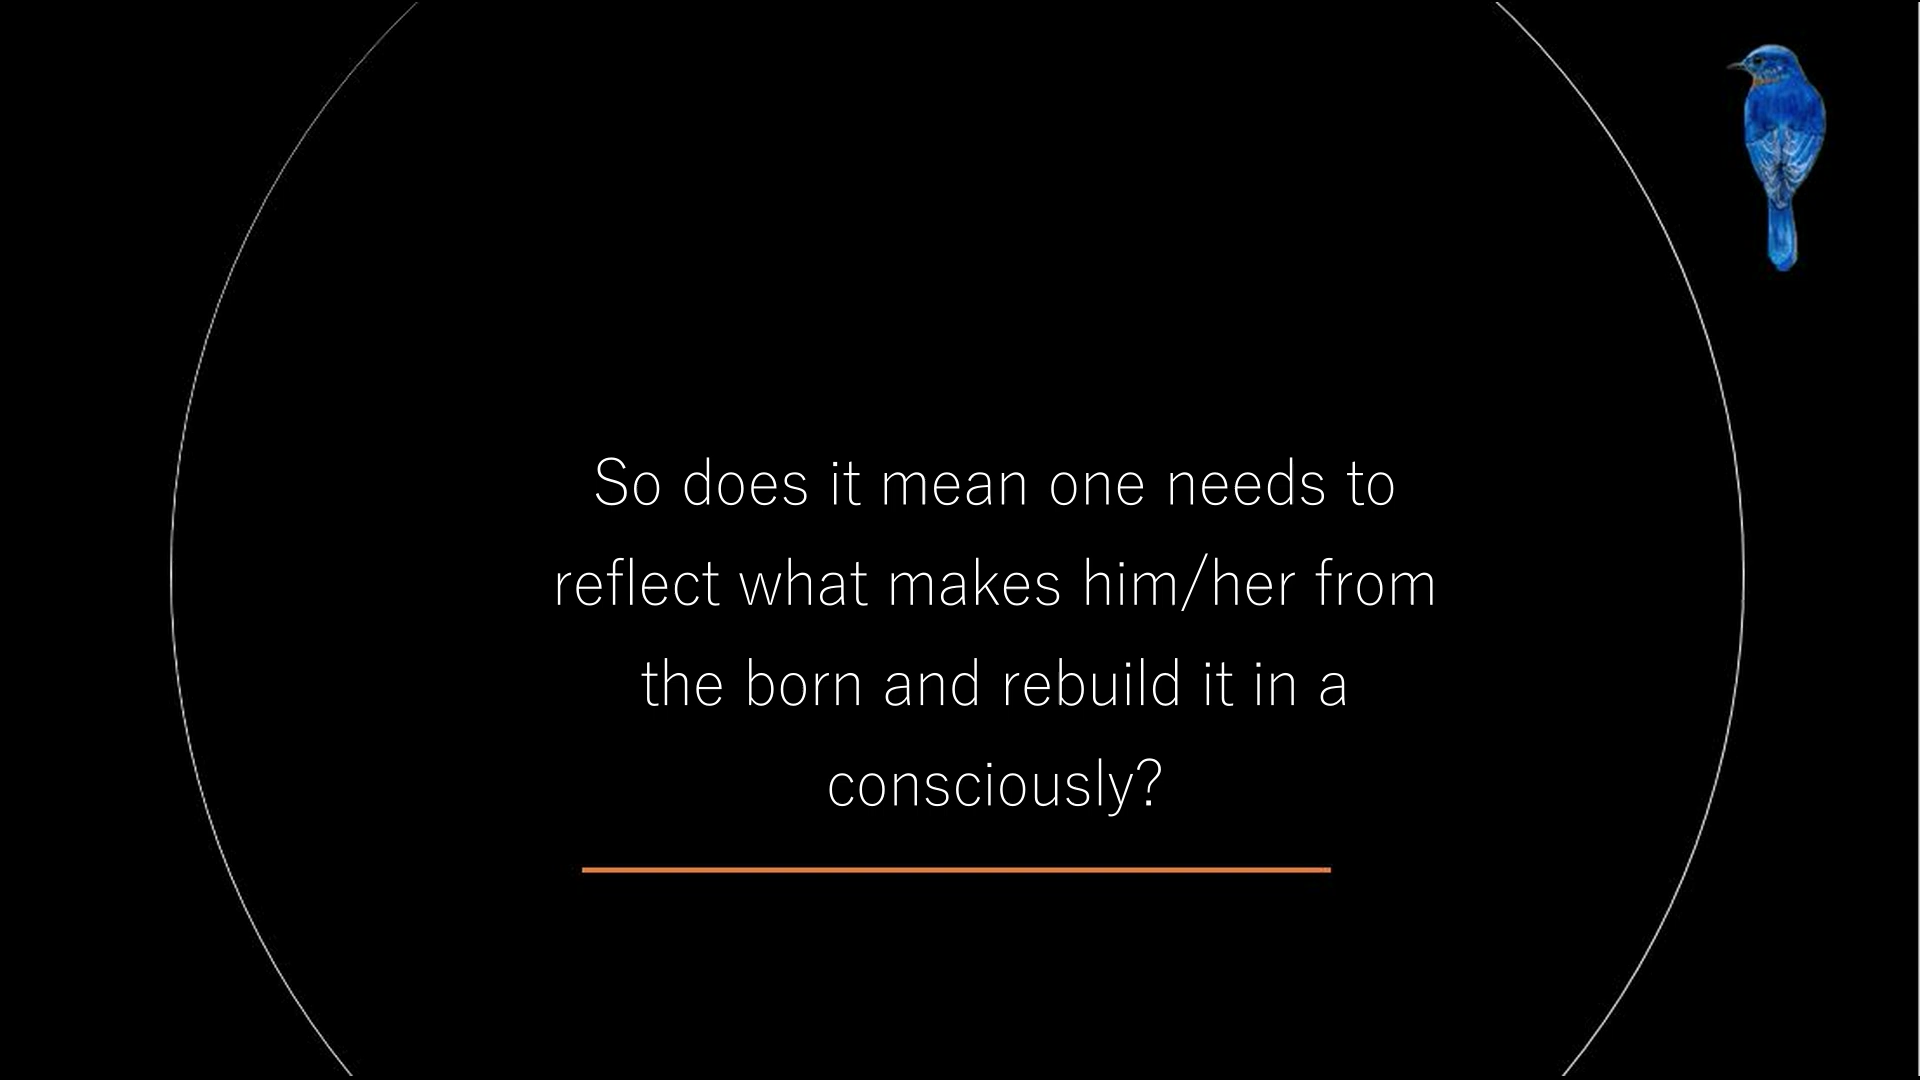 So does it mean one needs to
reflect what makes him/her from
the born and rebuild it in a
consciously?